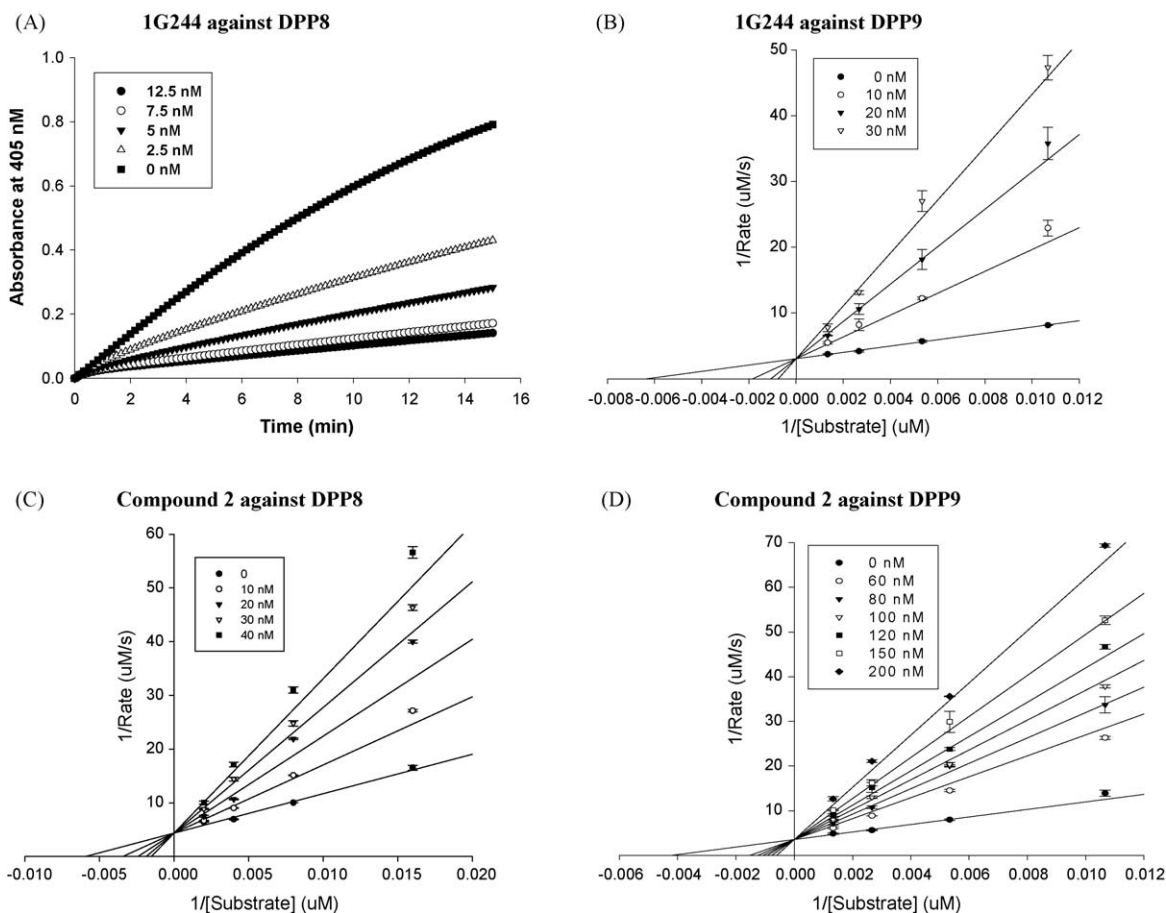 (A) 1G244 against DPP8
1.0
0.8
0.6
0.4
0.2
0.0
Absorbance at 405 nM
12.5 nM
7.5 nM
5 nM
2.5 nM
0 nM
0 2 4 6 8 10 12 14 16
Time (min)
(B) 1G244 against DPP9
50
40
30
20
10
1/Rate (uM/s)
0 nM
10 nM
20 nM
30 nM
-0.008 -0.006 -0.004 -0.002 0.000 0.002 0.004 0.006 0.008 0.010 0.012
1/[Substrate] (uM)
(C) Compound 2 against DPP8
60
50
40
30
20
10
1/Rate (uM/s)
0
10 nM
20 nM
30 nM
40 nM
-0.010 -0.005 0.000 0.005 0.010 0.015 0.020
1/[Substrate] (uM)
(D) Compound 2 against DPP9
70
60
50
40
30
20
10
1/Rate (uM/s)
0 nM
60 nM
80 nM
100 nM
120 nM
150 nM
200 nM
-0.006 -0.004 -0.002 0.000 0.002 0.004 0.006 0.008 0.010 0.012
1/[Substrate] (uM)